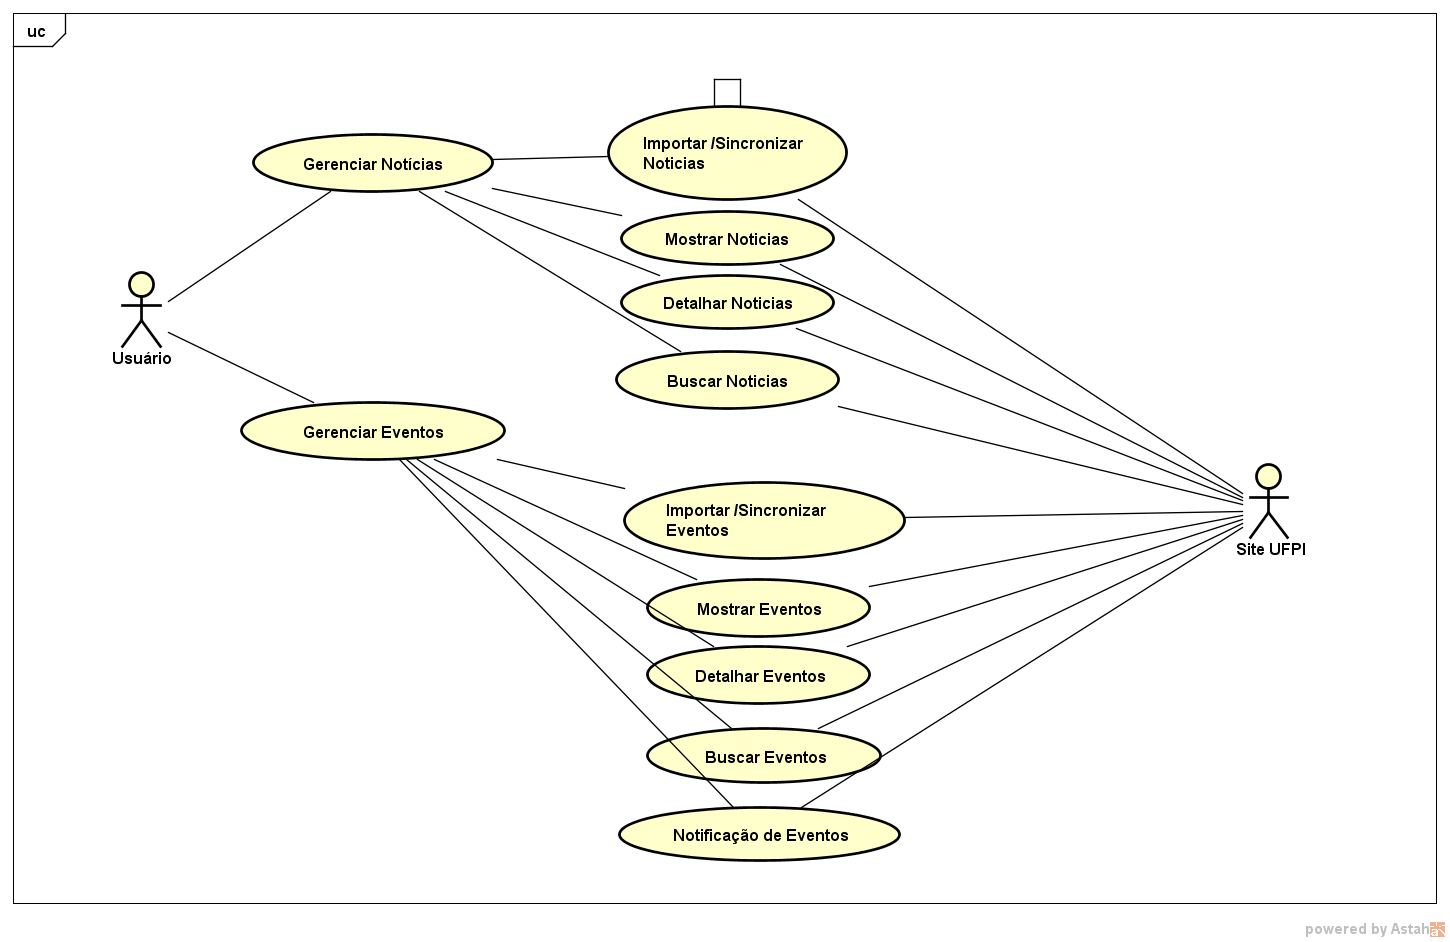 uc
Importar /Sincronizar
Noticias
Gerenciar Notícias
Mostrar Noticias
Detalhar Noticias
Usuário
Buscar Noticias
Gerenciar Eventos
Importar /Sincronizar
Eventos
Site UFPI
Mostrar Eventos
Detalhar Eventos
Buscar Eventos
Notificação de Eventos
powered by Astah